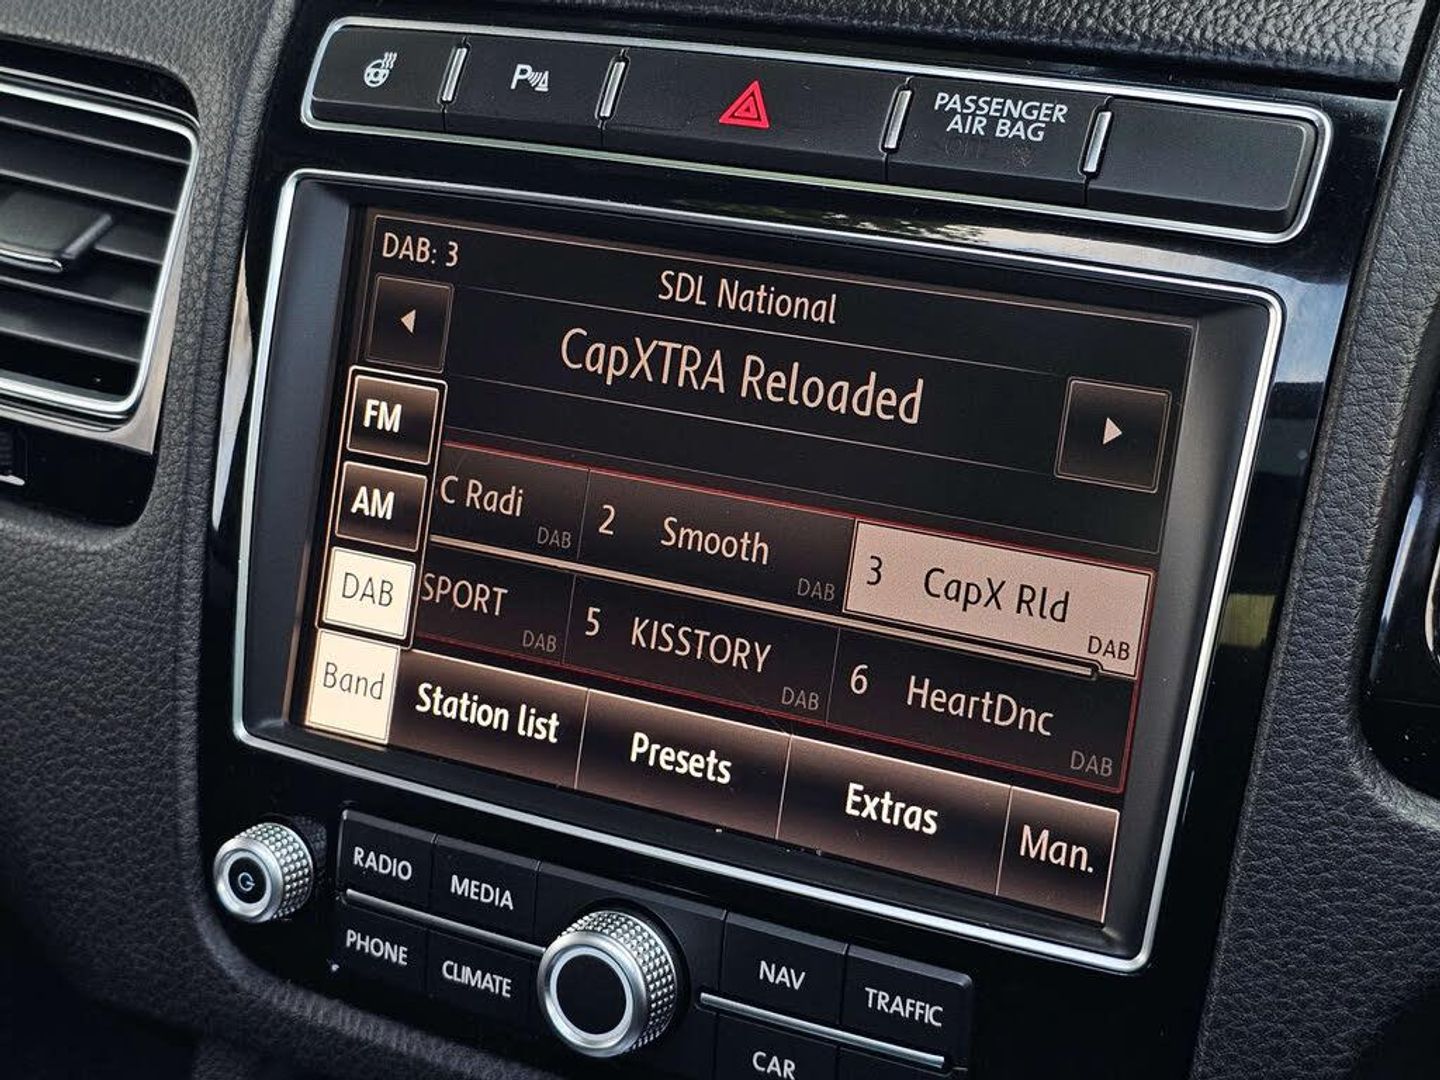 P
PASSENGER
AIR BAG
DAB: 3
SDL National
CapXTRA Reloaded
FM
AM
DAB
Band
C Radi
DAB
2 Smooth
DAB
3 CapX Rld
DAB
SPORT
DAB
5 KISSTORY
DAB
6 HeartDnc
DAB
Station list
Presets
Extras
Man.
RADIO
MEDIA
PHONE
CLIMATE
NAV
TRAFFIC
CAR